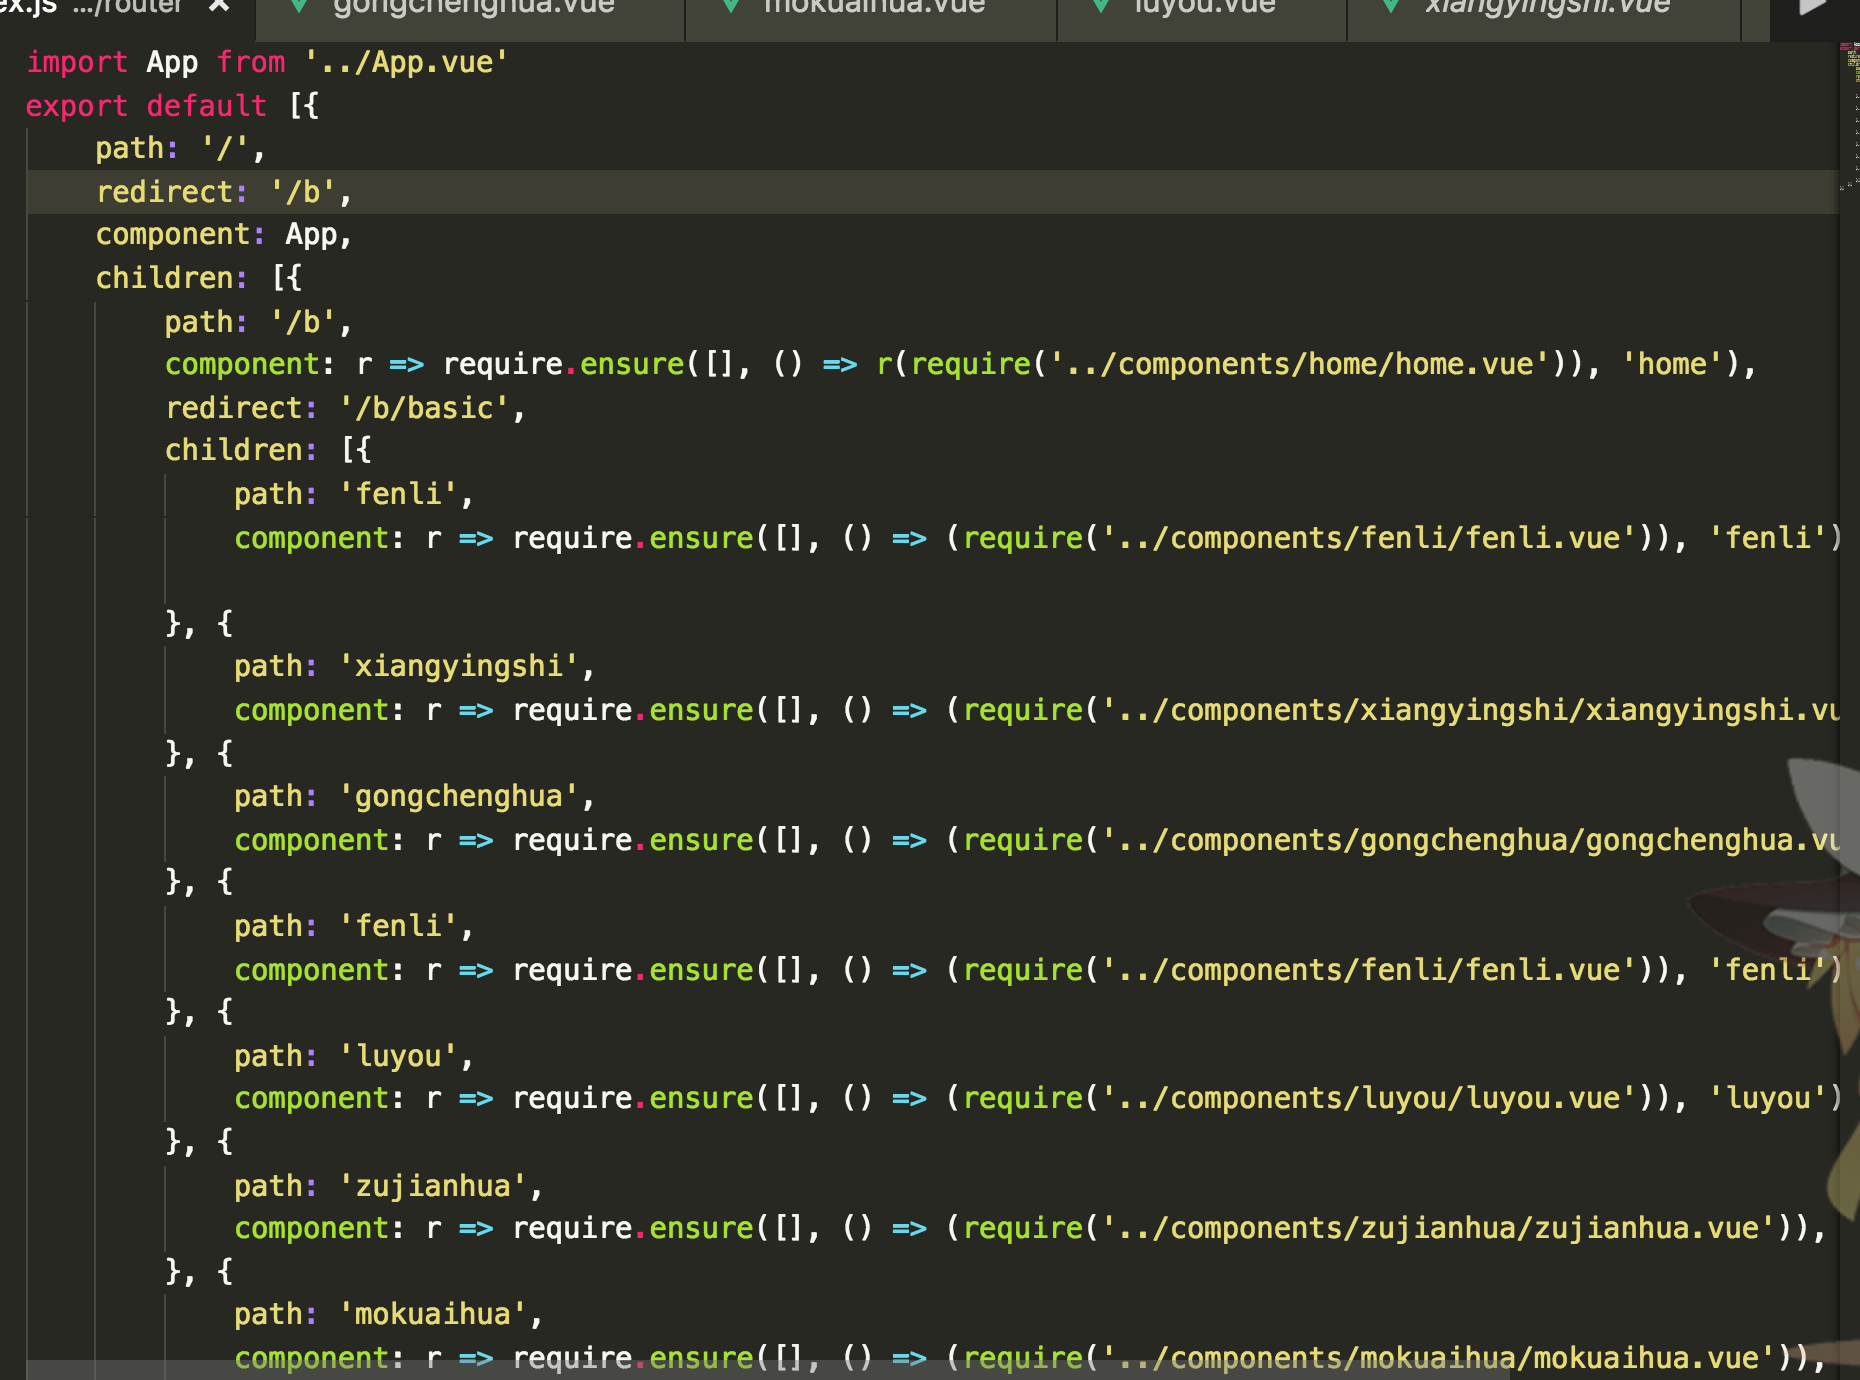 ex.js .../router × gongchenghua.vue mokuaihua.vue luyou.vue xiangyingshi.vue
import App from '../App.vue'
export default [{
path: '/',
redirect: '/b',
component: App,
children: [{
path: '/b',
component: r => require.ensure([], () => r(require('../components/home/home.vue')), 'home'),
redirect: '/b/basic',
children: [{
path: 'fenli',
component: r => require.ensure([], () => (require('../components/fenli/fenli.vue')), 'fenli')
}, {
path: 'xiangyingshi',
component: r => require.ensure([], () => (require('../components/xiangyingshi/xiangyingshi.vu
}, {
path: 'gongchenghua',
component: r => require.ensure([], () => (require('../components/gongchenghua/gongchenghua.vu
}, {
path: 'fenli',
component: r => require.ensure([], () => (require('../components/fenli/fenli.vue')), 'fenli')
}, {
path: 'luyou',
component: r => require.ensure([], () => (require('../components/luyou/luyou.vue')), 'luyou')
}, {
path: 'zujianhua',
component: r => require.ensure([], () => (require('../components/zujianhua/zujianhua.vue')),
}, {
path: 'mokuaihua',
component: r => require.ensure([], () => (require('../components/mokuaihua/mokuaihua.vue')),